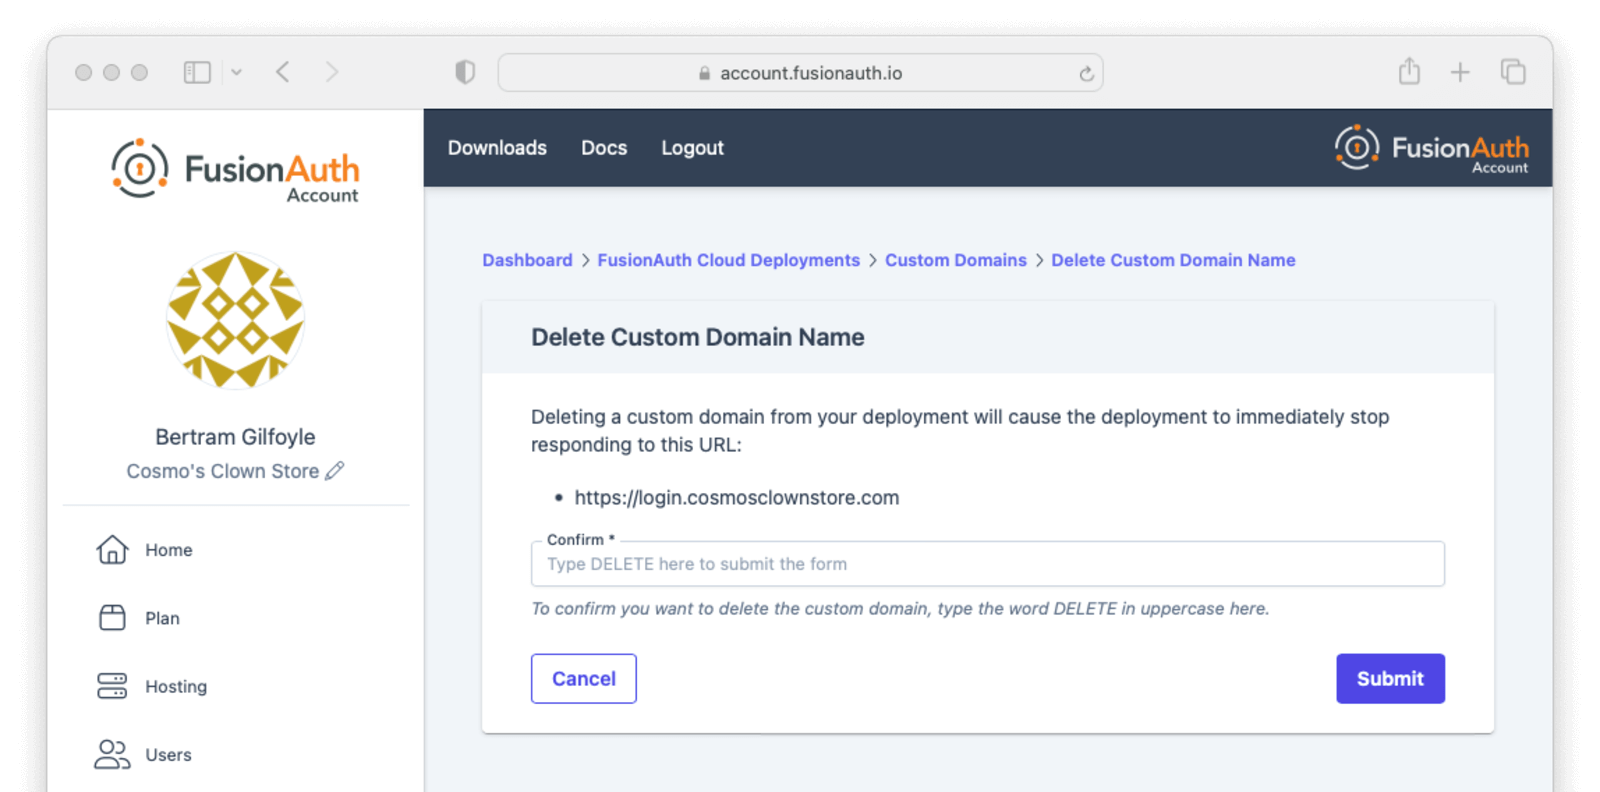 account.fusionauth.io
FusionAuth
Account
Downloads Docs Logout
FusionAuth
Account
Bertram Gilfoyle
Cosmo's Clown Store
Home
Plan
Hosting
Users
Dashboard > FusionAuth Cloud Deployments > Custom Domains > Delete Custom Domain Name
Delete Custom Domain Name
Deleting a custom domain from your deployment will cause the deployment to immediately stop
responding to this URL:
• https://login.cosmosclownstore.com
Confirm *
Type DELETE here to submit the form
To confirm you want to delete the custom domain, type the word DELETE in uppercase here.
Cancel Submit